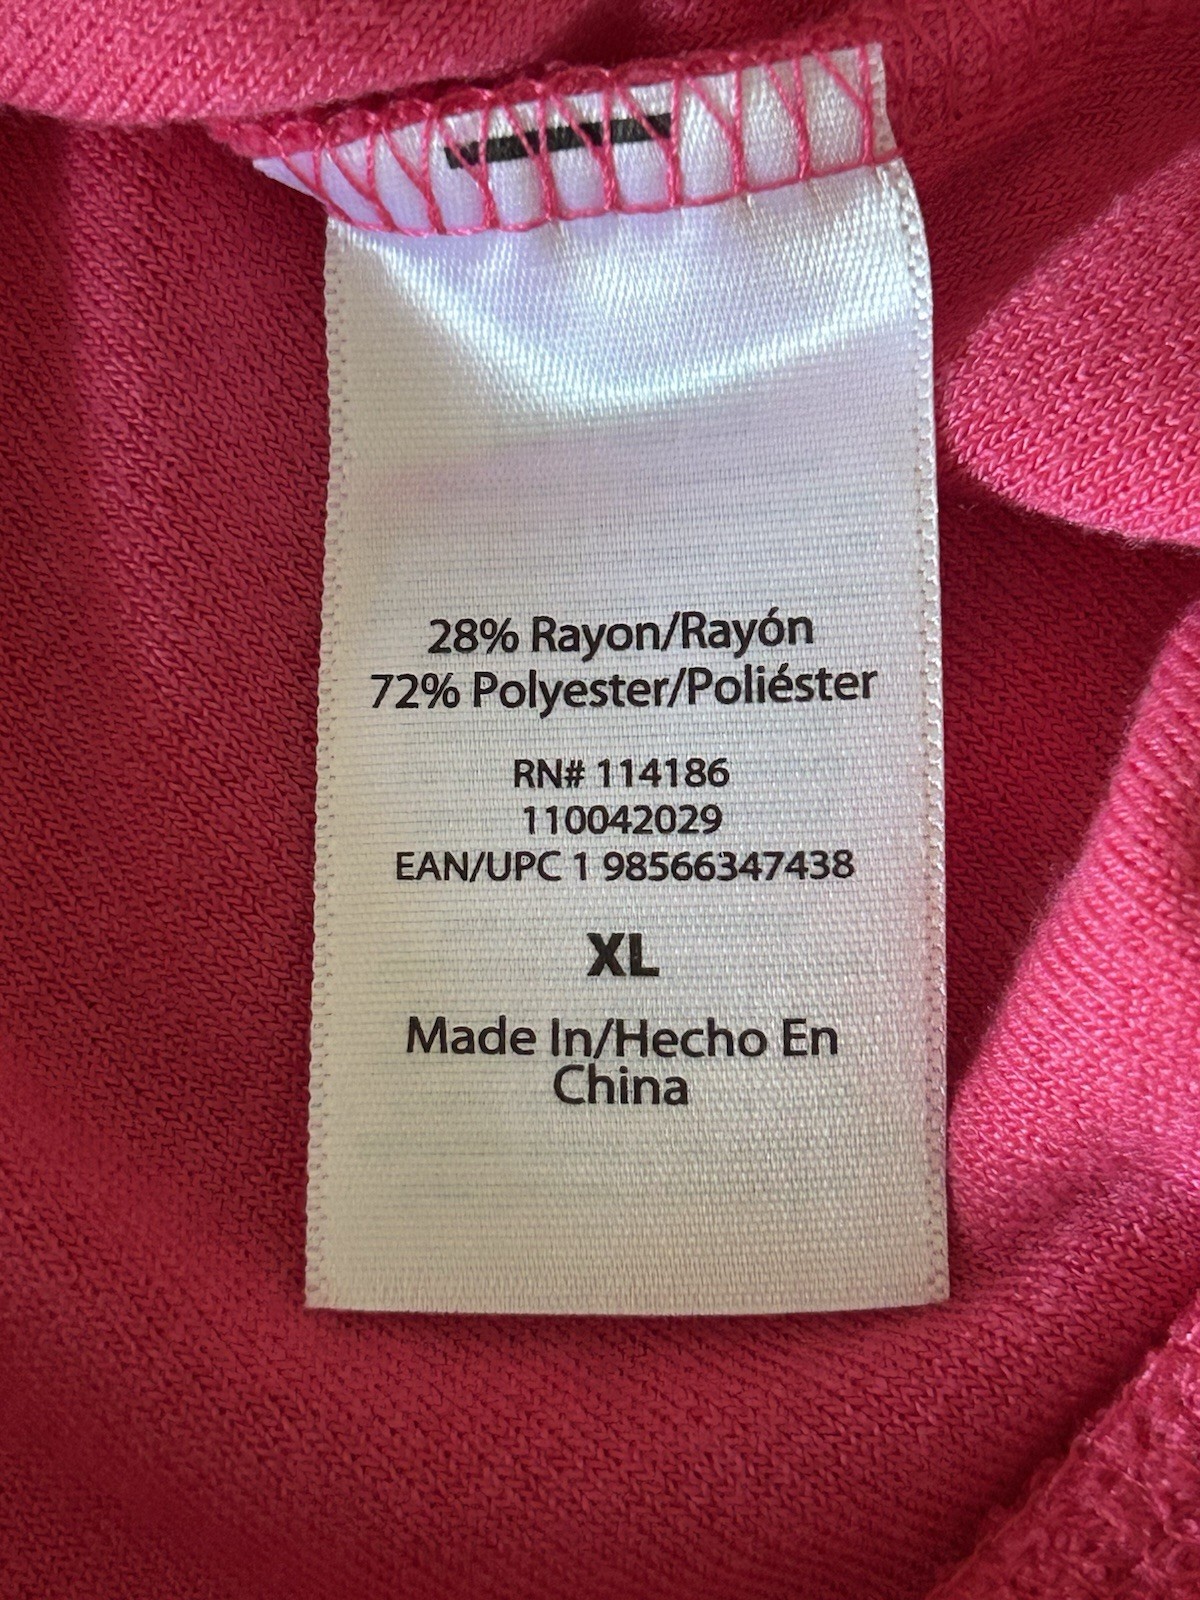 28% Rayon/Rayón
72% Polyester/Poliéster
RN# 114186
110042029
EAN/UPC 1 98566347438
XL
Made In/Hecho En
China